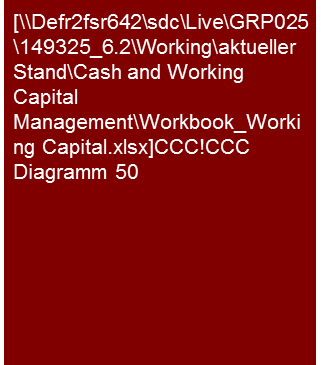 [\\Defr2fsr642\sdc\Live\GRP025
\149325_6.2\Working\aktueller
Stand\Cash and Working
Capital
Management\Workbook_Worki
ng Capital.xlsx]CCC!CCC
Diagramm 50